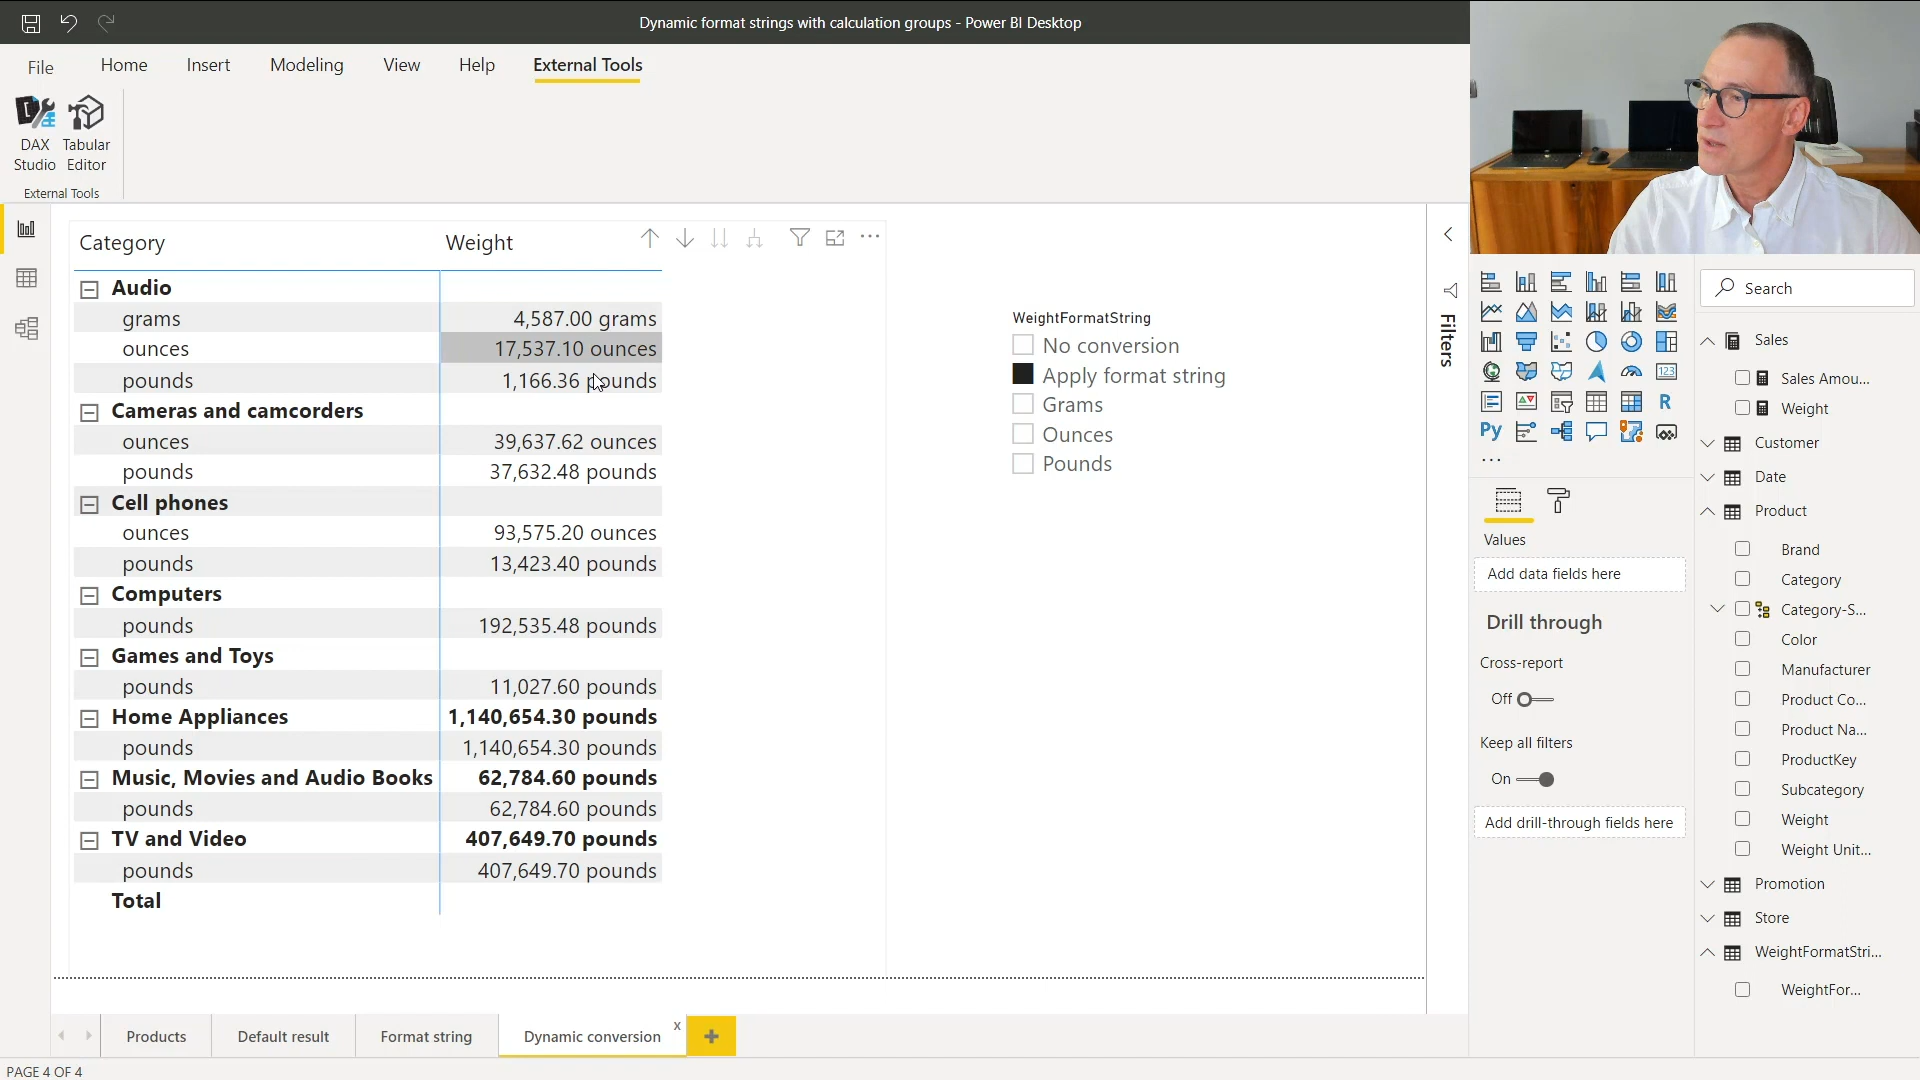 Dynamic format strings with calculation groups - Power BI Desktop
File
Home
Insert
Modeling
View
Help
External Tools
DAX
Studio
Tabular
Editor
External Tools
Category
Weight
Audio
grams
4,587.00 grams
ounces
17,537.10 ounces
pounds
1,166.36 pounds
Cameras and camcorders
ounces
39,637.62 ounces
pounds
37,632.48 pounds
Cell phones
ounces
93,575.20 ounces
pounds
13,423.40 pounds
Computers
pounds
192,535.48 pounds
Games and Toys
pounds
11,027.60 pounds
Home Appliances
1,140,654.30 pounds
pounds
1,140,654.30 pounds
Music, Movies and Audio Books
62,784.60 pounds
pounds
62,784.60 pounds
TV and Video
407,649.70 pounds
pounds
407,649.70 pounds
Total
WeightFormatString
No conversion
Apply format string
Grams
Ounces
Pounds
Filters
123
R
Py
...
Values
Add data fields here
Drill through
Cross-report
Off
Keep all filters
On
Add drill-through fields here
Search
Sales
Sales Amou...
Weight
Customer
Date
Product
Brand
Category
Category-S...
Color
Manufacturer
Product Co...
Product Na...
ProductKey
Subcategory
Weight
Weight Unit...
Promotion
Store
WeightFormatStri...
WeightFor...
Products
Default result
Format string
Dynamic conversion
x
PAGE 4 OF 4